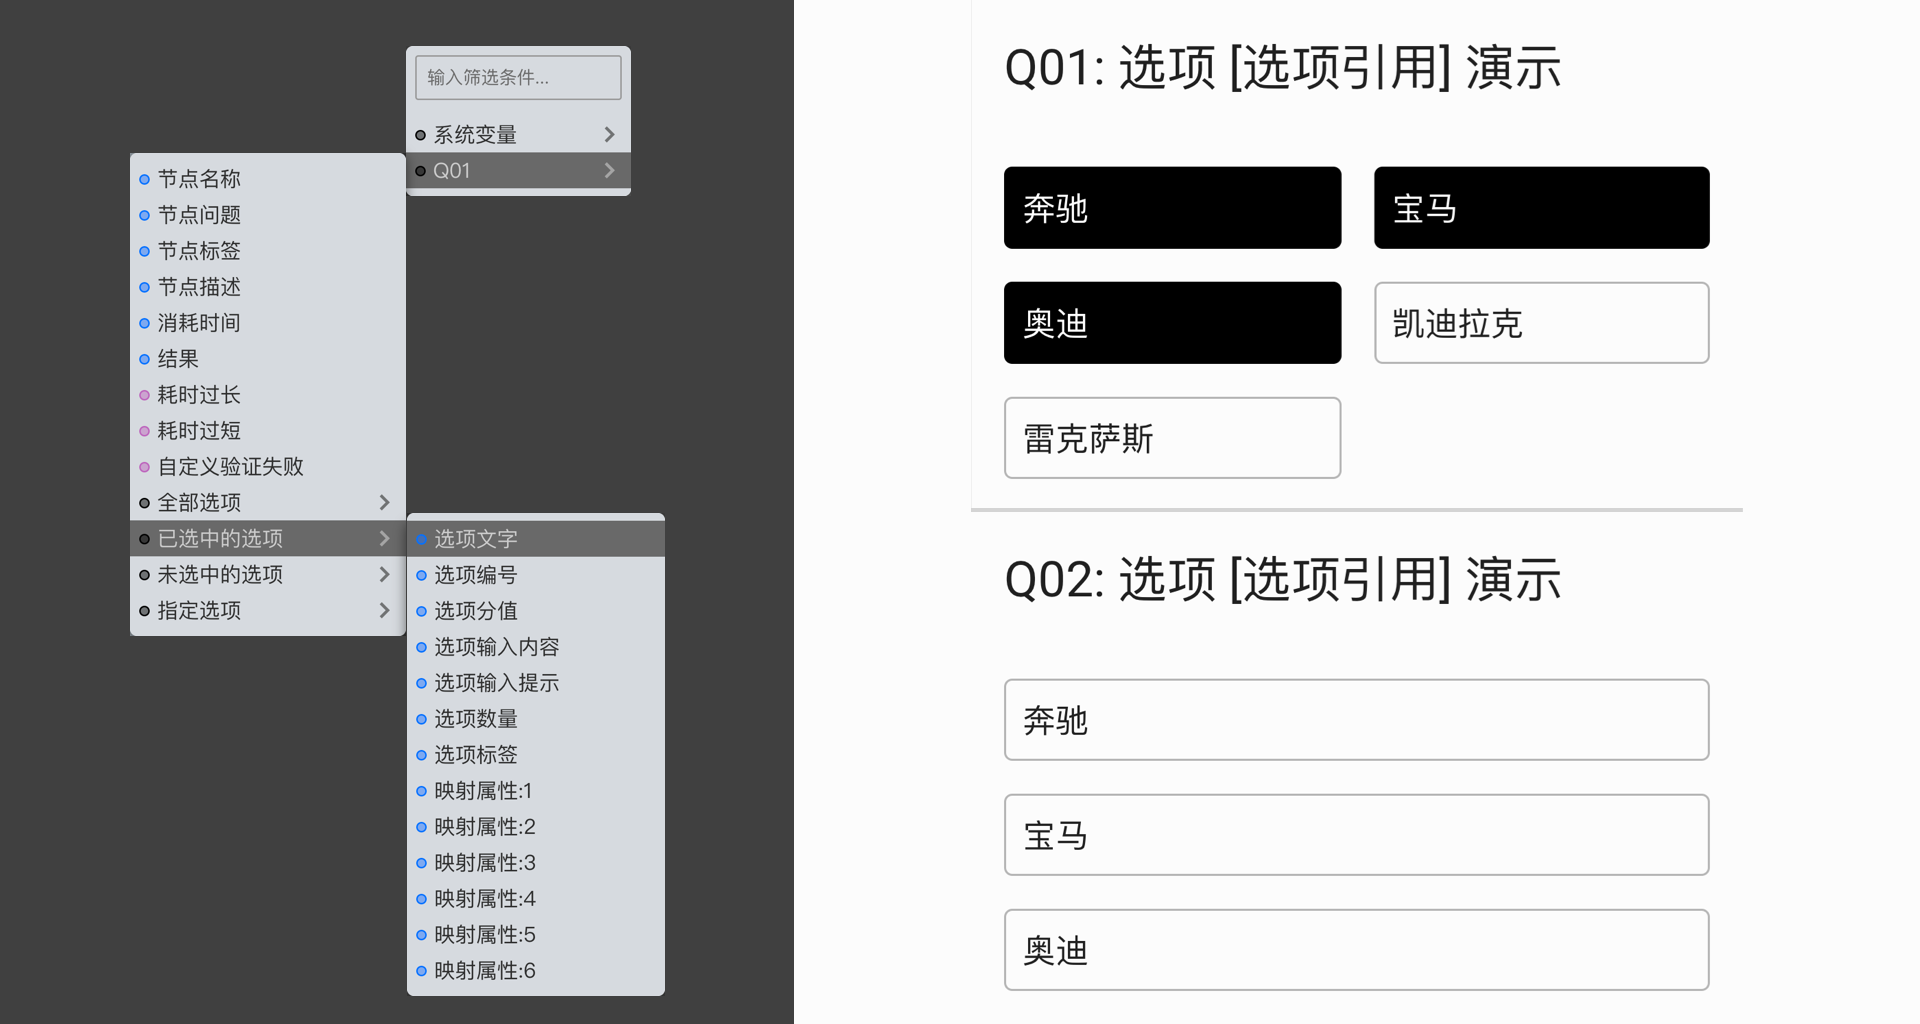 输入筛选条件...
系统变量
Q01
节点名称
节点问题
节点标签
节点描述
消耗时间
结果
耗时过长
耗时过短
自定义验证失败
全部选项
已选中的选项
未选中的选项
指定选项
选项文字
选项编号
选项分值
选项输入内容
选项输入提示
选项数量
选项标签
映射属性:1
映射属性:2
映射属性:3
映射属性:4
映射属性:5
映射属性:6
Q01: 选项 [选项引用] 演示
奔驰
宝马
奥迪
凯迪拉克
雷克萨斯
Q02: 选项 [选项引用] 演示
奔驰
宝马
奥迪